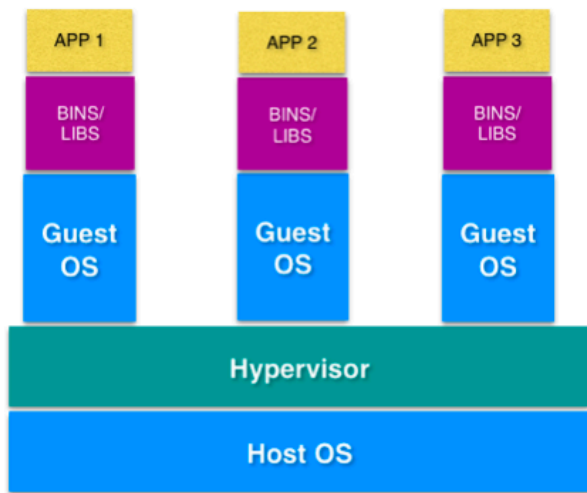 APP 1
APP 2
APP 3
BINS/
LIBS
BINS/
LIBS
BINS/
LIBS
Guest
OS
Guest
OS
Guest
OS
Hypervisor
Host OS